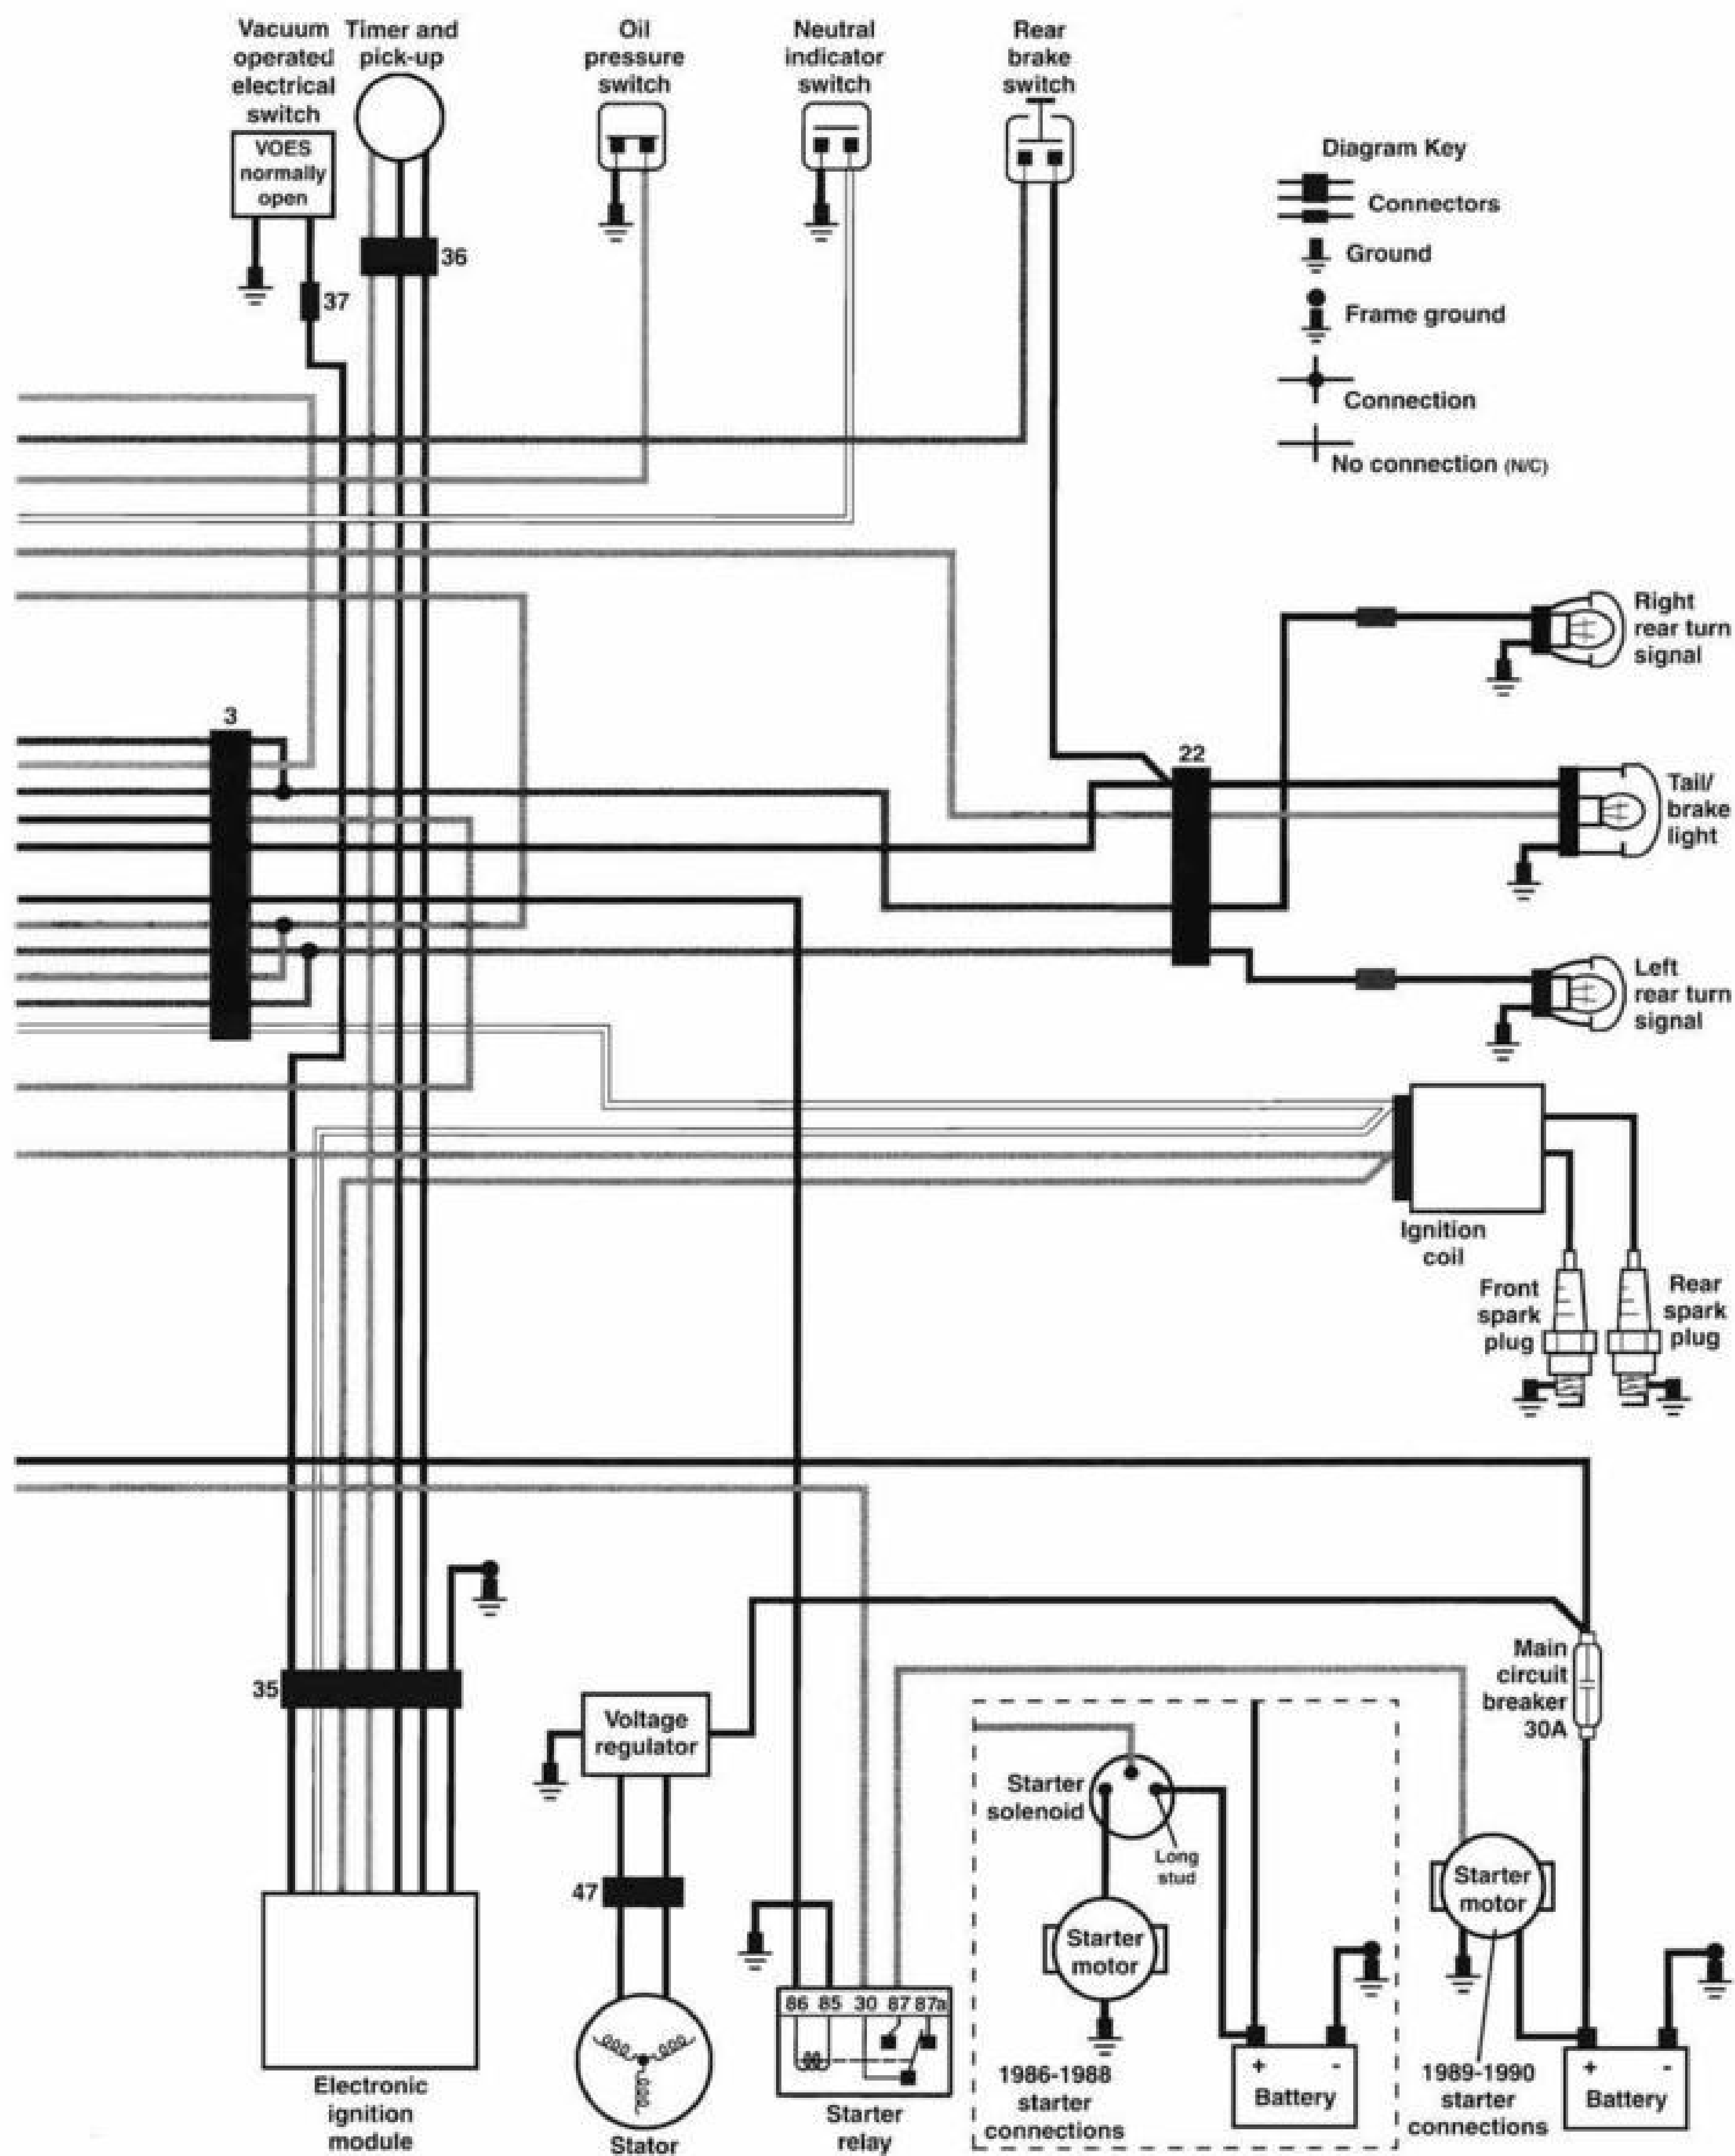 Vacuum
operated
electrical
switch
Timer and
pick-up
Oil
pressure
switch
Neutral
indicator
switch
Rear
brake
switch
VOES
normally
open
36
37
Diagram Key
Connectors
Ground
Frame ground
Connection
No connection (N/C)
Right
rear turn
signal
3
22
Tail/
brake
light
Left
rear turn
signal
Ignition
coil
Front
spark
plug
Rear
spark
plug
35
Voltage
regulator
Main
circuit
breaker
30A
Starter
solenoid
Long
stud
47
Starter
motor
Starter
motor
86 85 30 87 87a
1986-1988
starter
connections
+ -
Battery
1989-1990
starter
connections
+ -
Battery
Electronic
ignition
module
Stator
Starter
relay